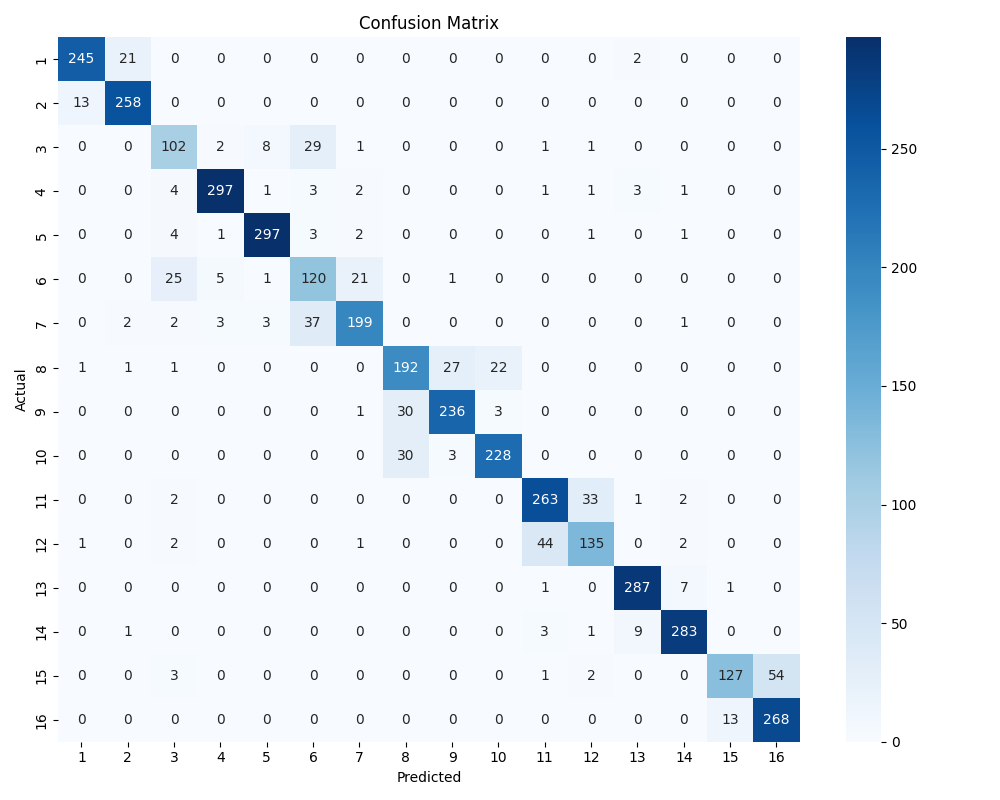 Confusion Matrix
1 245 21 0 0 0 0 0 0 0 0 0 0 2 0 0 0
2 13 258 0 0 0 0 0 0 0 0 0 0 0 0 0 0
3 0 0 102 2 8 29 1 0 0 0 1 1 0 0 0 0
4 0 0 4 297 1 3 2 0 0 0 1 1 3 1 0 0
5 0 0 4 1 297 3 2 0 0 0 0 1 0 1 0 0
6 0 0 25 5 1 120 21 0 1 0 0 0 0 0 0 0
7 0 2 2 3 3 37 199 0 0 0 0 0 0 1 0 0
8 1 1 1 0 0 0 0 192 27 22 0 0 0 0 0 0
9 0 0 0 0 0 0 1 30 236 3 0 0 0 0 0 0
10 0 0 0 0 0 0 0 30 3 228 0 0 0 0 0 0
11 0 0 2 0 0 0 0 0 0 0 263 33 1 2 0 0
12 1 0 2 0 0 0 1 0 0 0 44 135 0 2 0 0
13 0 0 0 0 0 0 0 0 0 0 1 0 287 7 1 0
14 0 1 0 0 0 0 0 0 0 0 3 1 9 283 0 0
15 0 0 3 0 0 0 0 0 0 0 1 2 0 0 127 54
16 0 0 0 0 0 0 0 0 0 0 0 0 0 0 13 268
1 2 3 4 5 6 7 8 9 10 11 12 13 14 15 16
Predicted
Actual
250
200
150
100
50
0